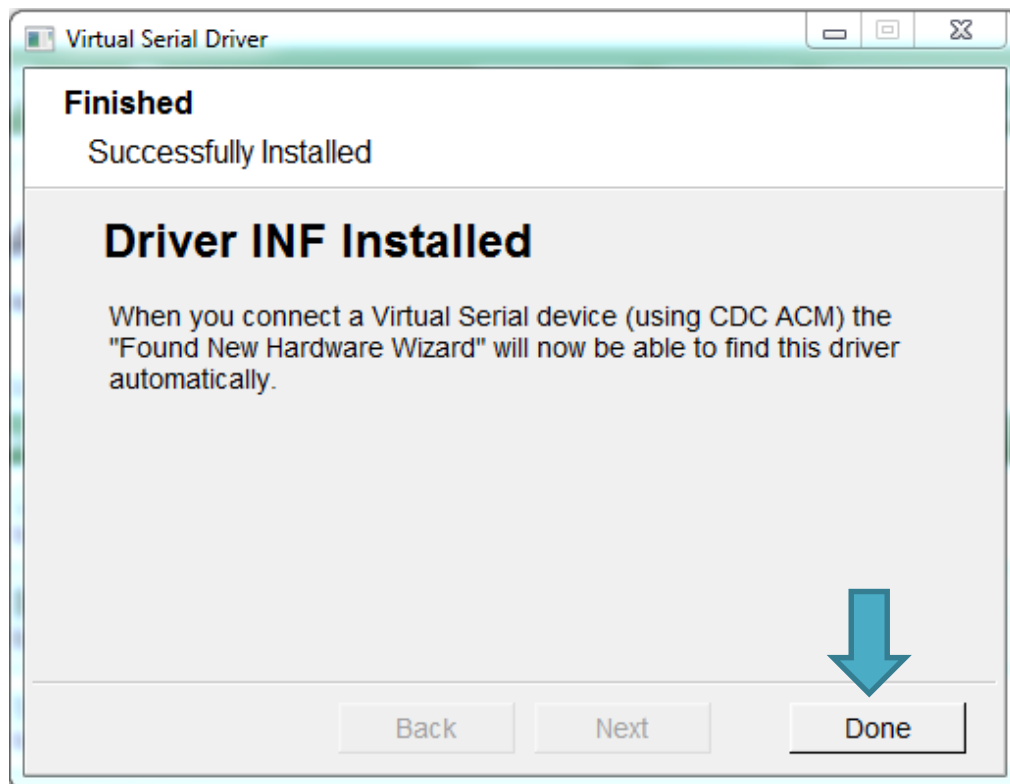 Virtual Serial Driver
Finished
Successfully Installed
Driver INF Installed
When you connect a Virtual Serial device (using CDC ACM) the
"Found New Hardware Wizard" will now be able to find this driver
automatically.
Back
Next
Done